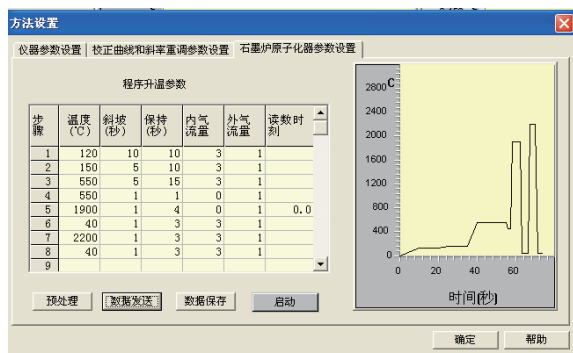 方法设置
仪器参数设置 校正曲线和斜率重调参数设置 石墨炉原子化器参数设置
程序升温参数
步骤 温度(℃) 斜坡(秒) 保持(秒) 内气流量 外气流量 读数时刻
1 120 10 10 3 1
2 150 5 10 3 1
3 550 5 15 3 1
4 550 1 1 0 1
5 1900 1 4 0 1 0.0
6 40 1 3 3 1
7 2200 1 3 3 1
8 40 1 3 3 1
9
预处理 数据发送 数据保存 启动
2800 C
2400
2000
1600
1200
800
400
0
0 20 40 60
时间(秒)
确定 帮助